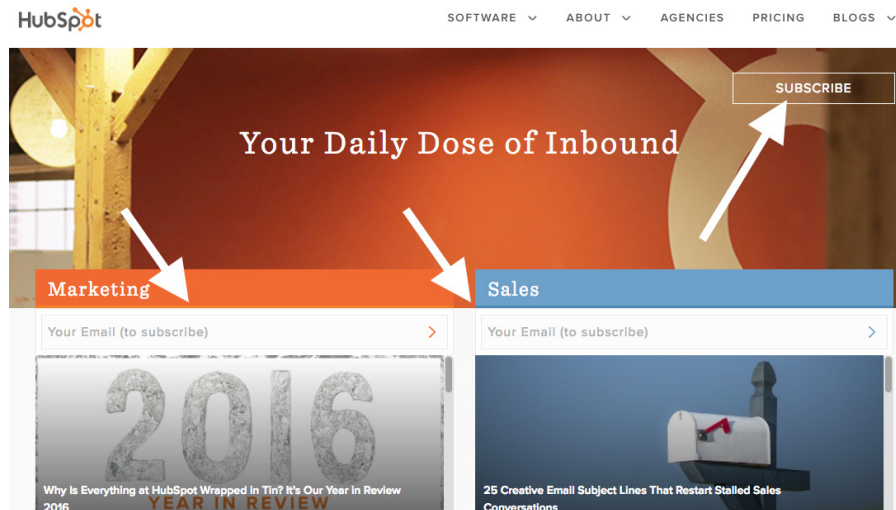 HubSpot
SOFTWARE
ABOUT
AGENCIES
PRICING
BLOGS
SUBSCRIBE
Your Daily Dose of Inbound
Marketing
Sales
Your Email (to subscribe)
Your Email (to subscribe)
2016
YEAR IN REVIEW
Why Is Everything at HubSpot Wrapped in Tin? It's Our Year in Review
2016
25 Creative Email Subject Lines That Restart Stalled Sales
Conversations